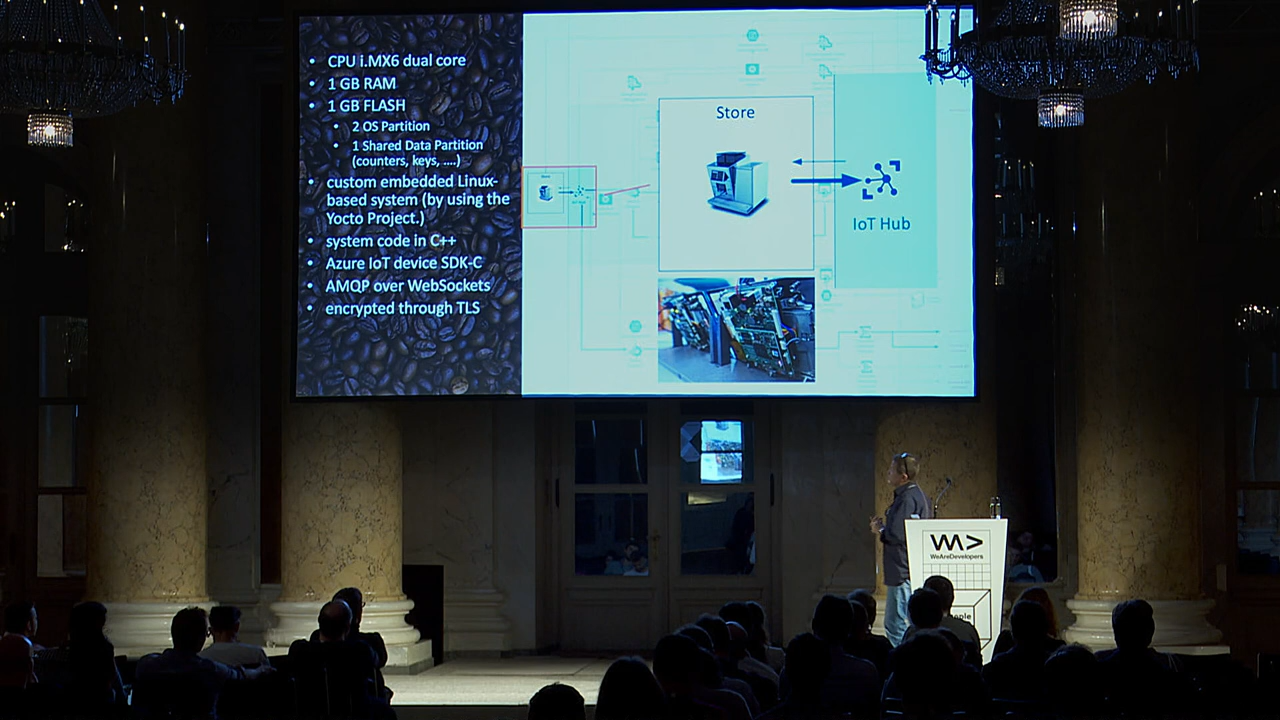 • CPU i.MX6 dual core
• 1 GB RAM
• 1 GB FLASH
• 2 OS Partition
• 1 Shared Data Partition
(counters, keys, ....)
• custom embedded Linux-
based system (by using the
Yocto Project.)
• system code in C++
• Azure IoT device SDK-C
• AMQP over WebSockets
• encrypted through TLS
Store
IoT Hub
WeAreDevelopers